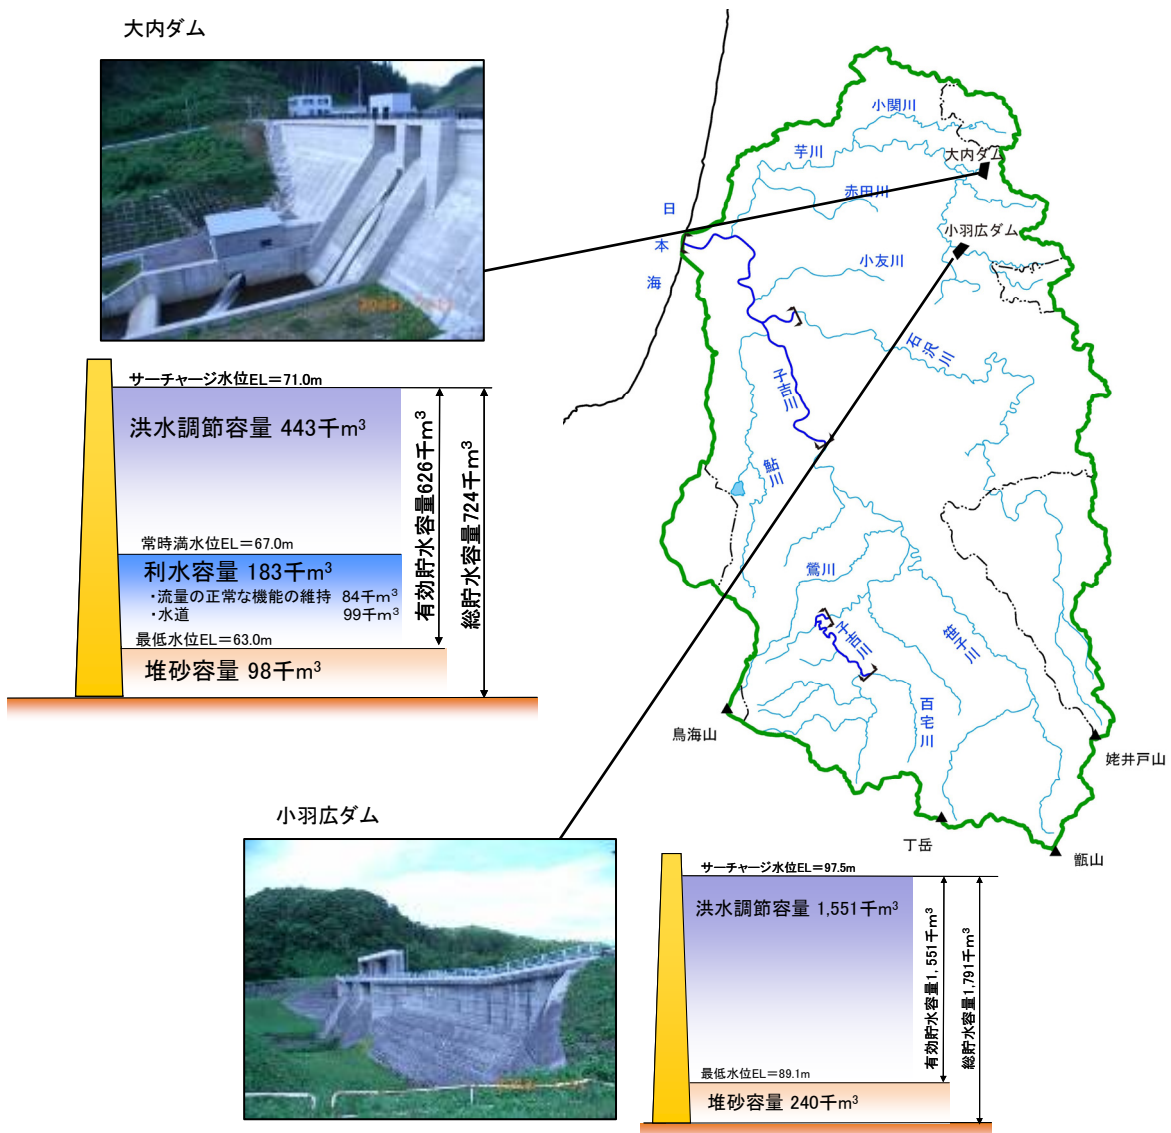 大内ダム
サーチャージ水位EL=71.0m
洪水調節容量 443千m³
常時満水位EL=67.0m
利水容量 183千m³
・流量の正常な機能の維持 84千m³
・水道 99千m³
最低水位EL=63.0m
堆砂容量 98千m³
有効貯水容量626千m³
総貯水容量724千m³
小関川
芋川
大内ダム
赤田川
日本海
小羽広ダム
小友川
石沢川
子吉川
鮎川
鶯川
子吉川
笹子川
百宅川
鳥海山
姥井戸山
丁岳
甑山
小羽広ダム
サーチャージ水位EL=97.5m
洪水調節容量 1,551千m³
最低水位EL=89.1m
堆砂容量 240千m³
有効貯水容量1,551千m³
総貯水容量1,791千m³